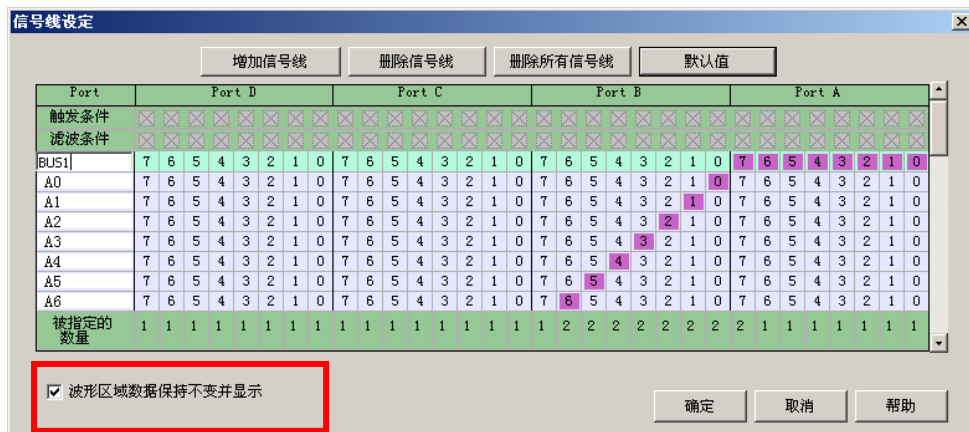 信号线设定
增加信号线 删除信号线 删除所有信号线 默认值
Port Port D Port C Port B Port A
触发条件
滤波条件
BUS1 7 6 5 4 3 2 1 0 7 6 5 4 3 2 1 0 7 6 5 4 3 2 1 0 7 6 5 4 3 2 1 0
A0 7 6 5 4 3 2 1 0 7 6 5 4 3 2 1 0 7 6 5 4 3 2 1 0 7 6 5 4 3 2 1 0
A1 7 6 5 4 3 2 1 0 7 6 5 4 3 2 1 0 7 6 5 4 3 2 1 0 7 6 5 4 3 2 1 0
A2 7 6 5 4 3 2 1 0 7 6 5 4 3 2 1 0 7 6 5 4 3 2 1 0 7 6 5 4 3 2 1 0
A3 7 6 5 4 3 2 1 0 7 6 5 4 3 2 1 0 7 6 5 4 3 2 1 0 7 6 5 4 3 2 1 0
A4 7 6 5 4 3 2 1 0 7 6 5 4 3 2 1 0 7 6 5 4 3 2 1 0 7 6 5 4 3 2 1 0
A5 7 6 5 4 3 2 1 0 7 6 5 4 3 2 1 0 7 6 5 4 3 2 1 0 7 6 5 4 3 2 1 0
A6 7 6 5 4 3 2 1 0 7 6 5 4 3 2 1 0 7 6 5 4 3 2 1 0 7 6 5 4 3 2 1 0
被指定的
数量 1 1 1 1 1 1 1 1 1 1 1 1 1 1 1 1 1 2 2 2 2 2 2 2 2 1 1 1 1 1 1 1
波形区域数据保持不变并显示
确定 取消 帮助